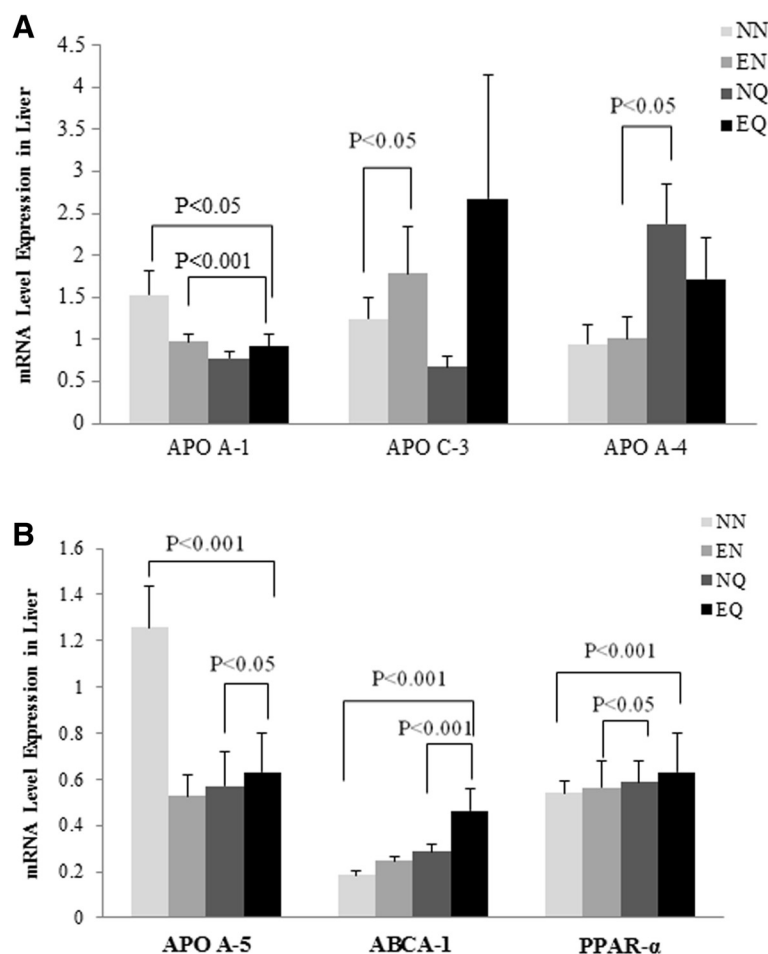 A
mRNA Level Expression in Liver
4.5
4
3.5
3
2.5
2
1.5
1
0.5
0
NN
EN
NQ
EQ
P<0.05
P<0.001
P<0.05
P<0.05
APO A-1
APO C-3
APO A-4
B
mRNA Level Expression in Liver
1.6
1.4
1.2
1
0.8
0.6
0.4
0.2
0
NN
EN
NQ
EQ
P<0.001
P<0.05
P<0.001
P<0.001
P<0.001
P<0.05
APO A-5
ABCA-1
PPAR-α